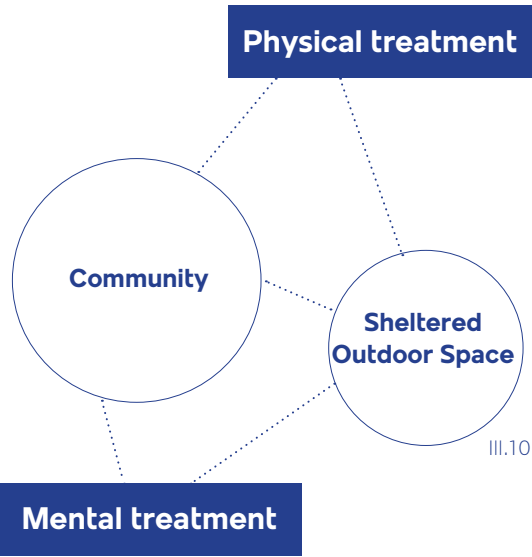 Physical treatment
Community
Sheltered
Outdoor Space
III.10
Mental treatment